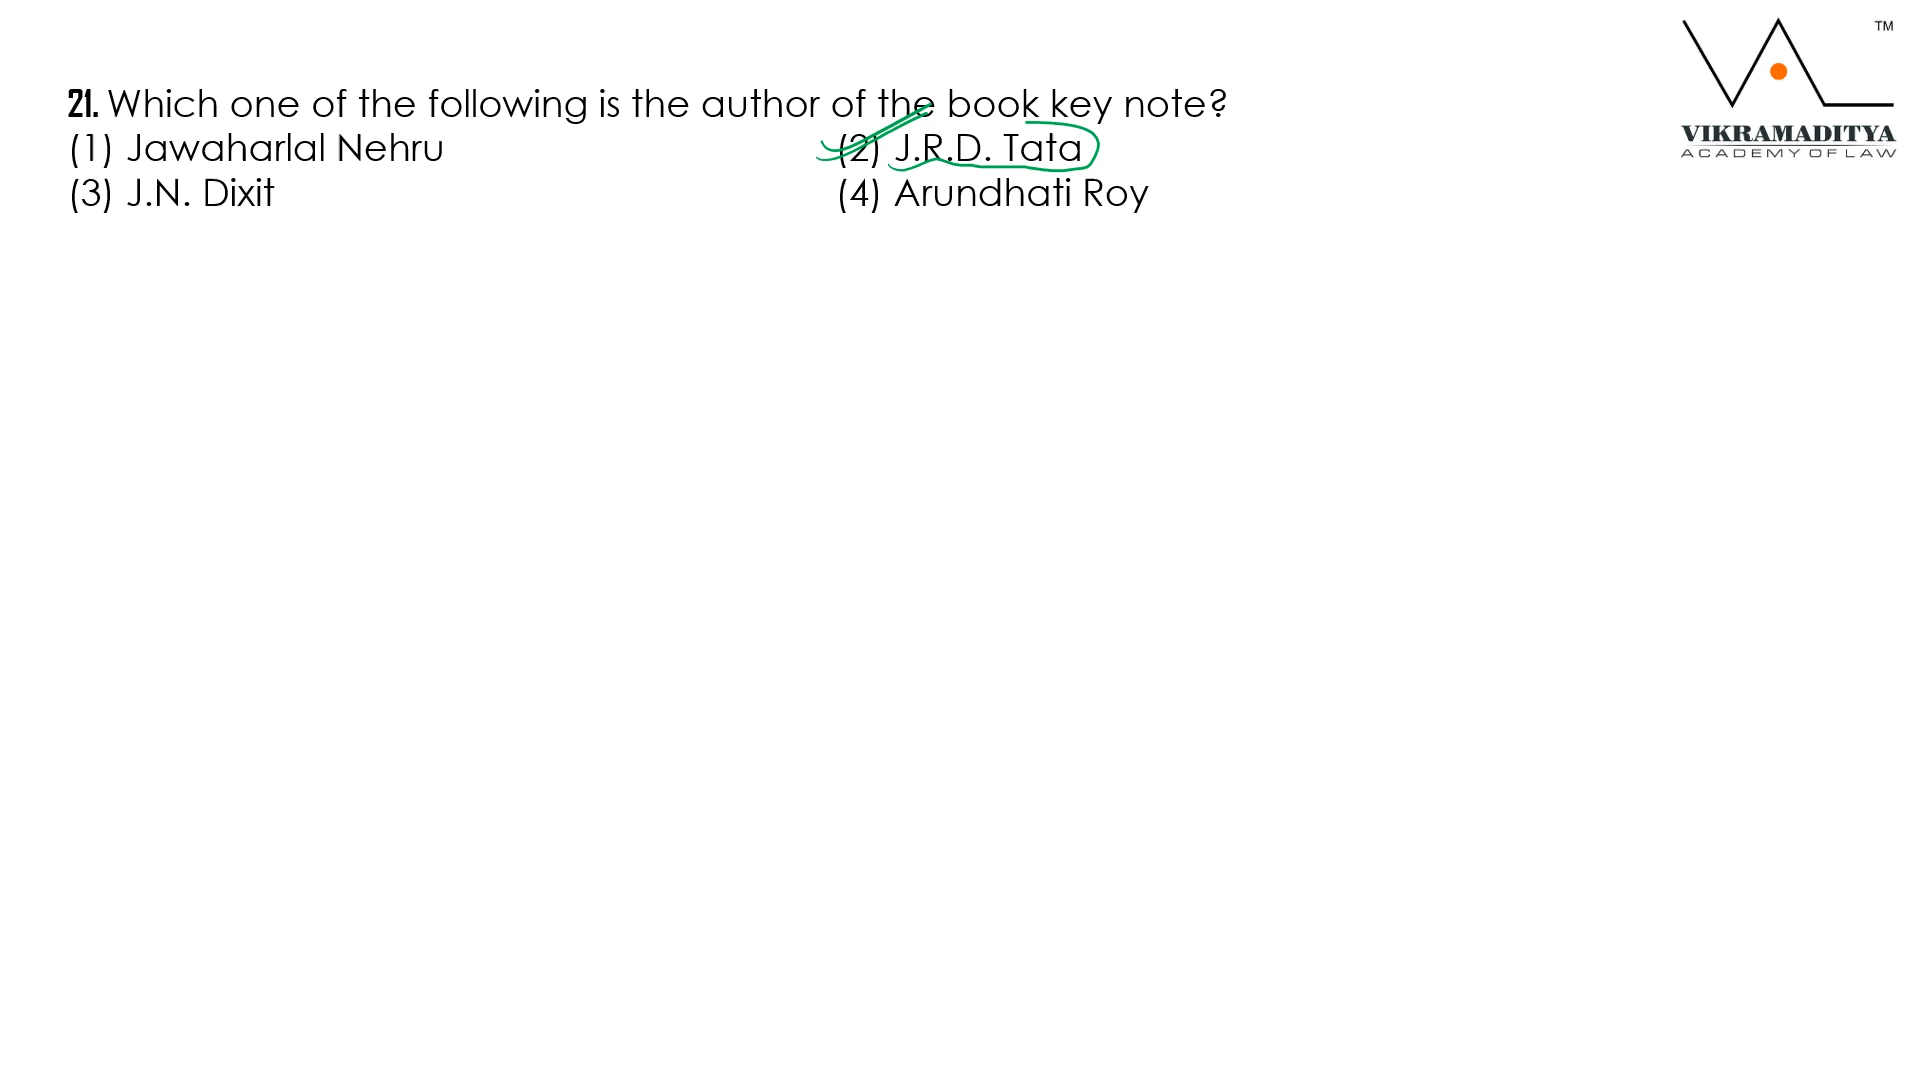 21. Which one of the following is the author of the book key note?
(1) Jawaharlal Nehru (2) J.R.D. Tata
(3) J.N. Dixit (4) Arundhati Roy
TM
VIKRAMADITYA
ACADEMY OF LAW